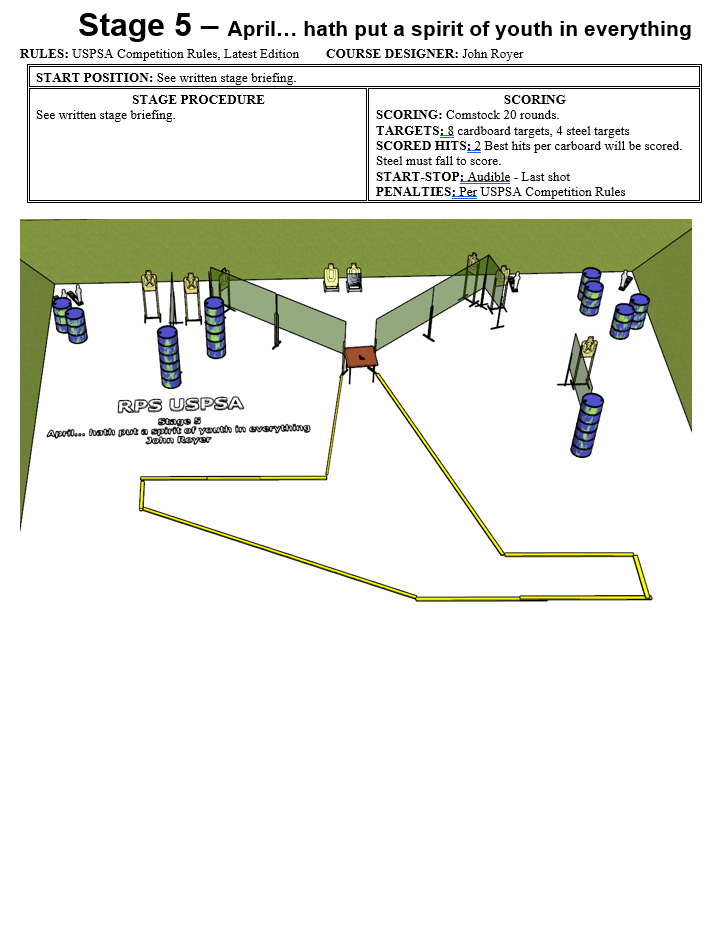 Stage 5 – April… hath put a spirit of youth in everything
RULES: USPSA Competition Rules, Latest Edition COURSE DESIGNER: John Royer
START POSITION: See written stage briefing.
STAGE PROCEDURE
See written stage briefing.
SCORING
SCORING: Comstock 20 rounds.
TARGETS: 8 cardboard targets, 4 steel targets
SCORED HITS: 2 Best hits per carboard will be scored.
Steel must fall to score.
START-STOP: Audible - Last shot
PENALTIES: Per USPSA Competition Rules
RPS USPSA
Stage 5
April... hath put a spirit of youth in everything
John Royer